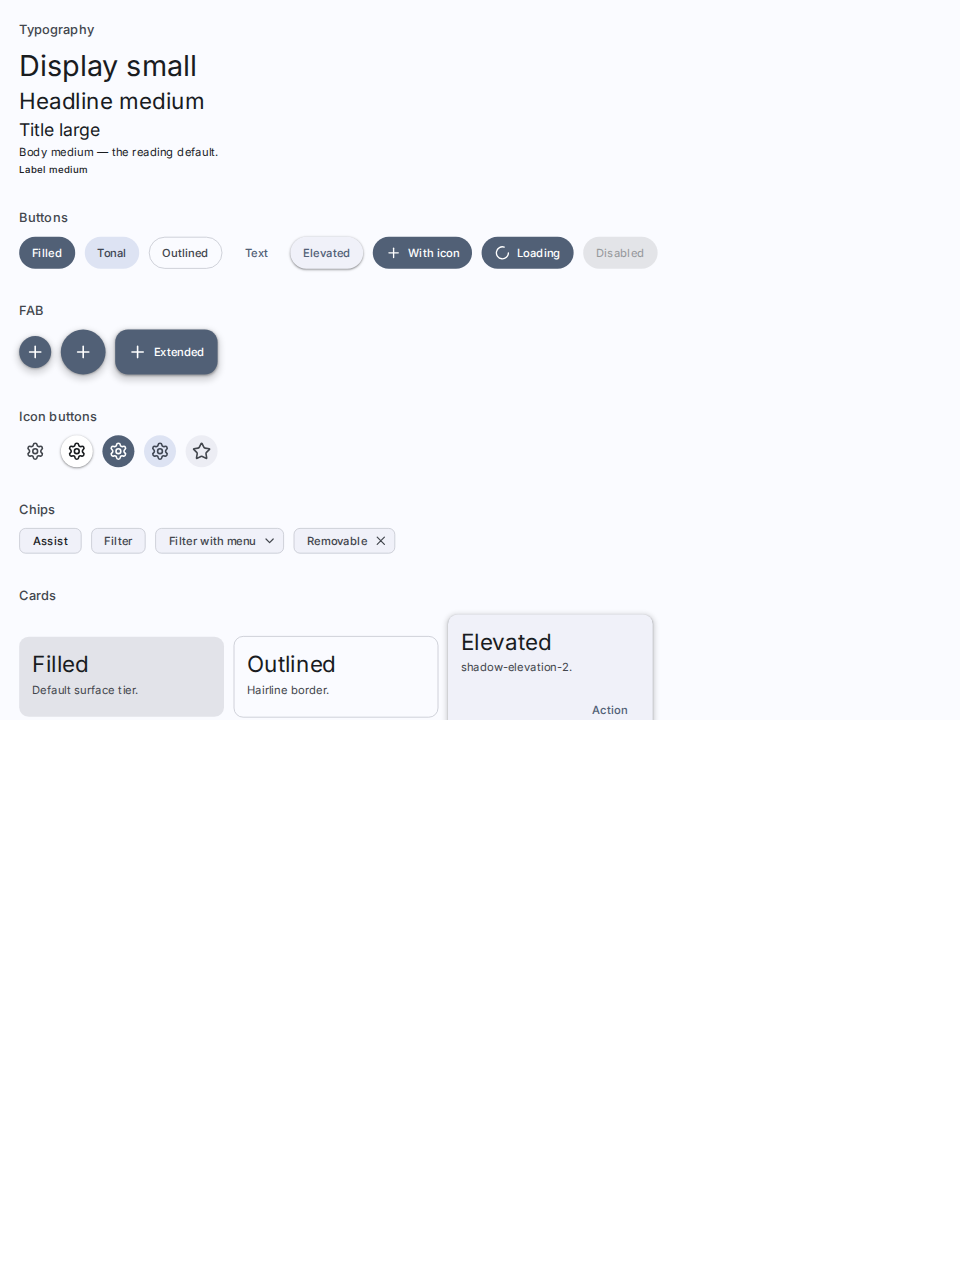 Typography
Display small
Headline medium
Title large
Body medium — the reading default.
Label medium
Buttons
Filled Tonal Outlined Text Elevated With icon Loading Disabled
FAB
Extended
Icon buttons
Chips
Assist Filter Filter with menu Removable
Cards
Filled
Default surface tier.
Outlined
Hairline border.
Elevated
shadow-elevation-2.
Action